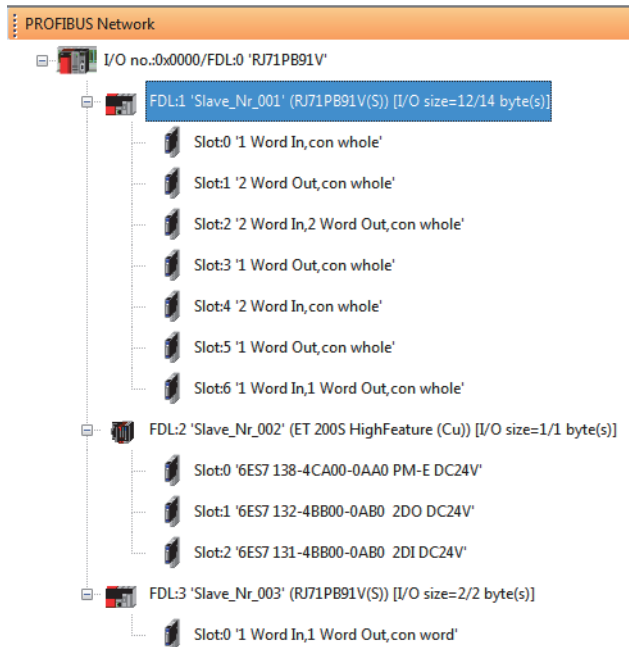 PROFIBUS Network
I/O no.:0x0000/FDL:0 'RJ71PB91V'
FDL:1 'Slave_Nr_001' (RJ71PB91V(S)) [I/O size=12/14 byte(s)]
Slot:0 '1 Word In,con whole'
Slot:1 '2 Word Out,con whole'
Slot:2 '2 Word In,2 Word Out,con whole'
Slot:3 '1 Word Out,con whole'
Slot:4 '2 Word In,con whole'
Slot:5 '1 Word Out,con whole'
Slot:6 '1 Word In,1 Word Out,con whole'
FDL:2 'Slave_Nr_002' (ET 200S HighFeature (Cu)) [I/O size=1/1 byte(s)]
Slot:0 '6ES7 138-4CA00-0AA0 PM-E DC24V'
Slot:1 '6ES7 132-4BB00-0AB0  2DO DC24V'
Slot:2 '6ES7 131-4BB00-0AB0  2DI DC24V'
FDL:3 'Slave_Nr_003' (RJ71PB91V(S)) [I/O size=2/2 byte(s)]
Slot:0 '1 Word In,1 Word Out,con word'